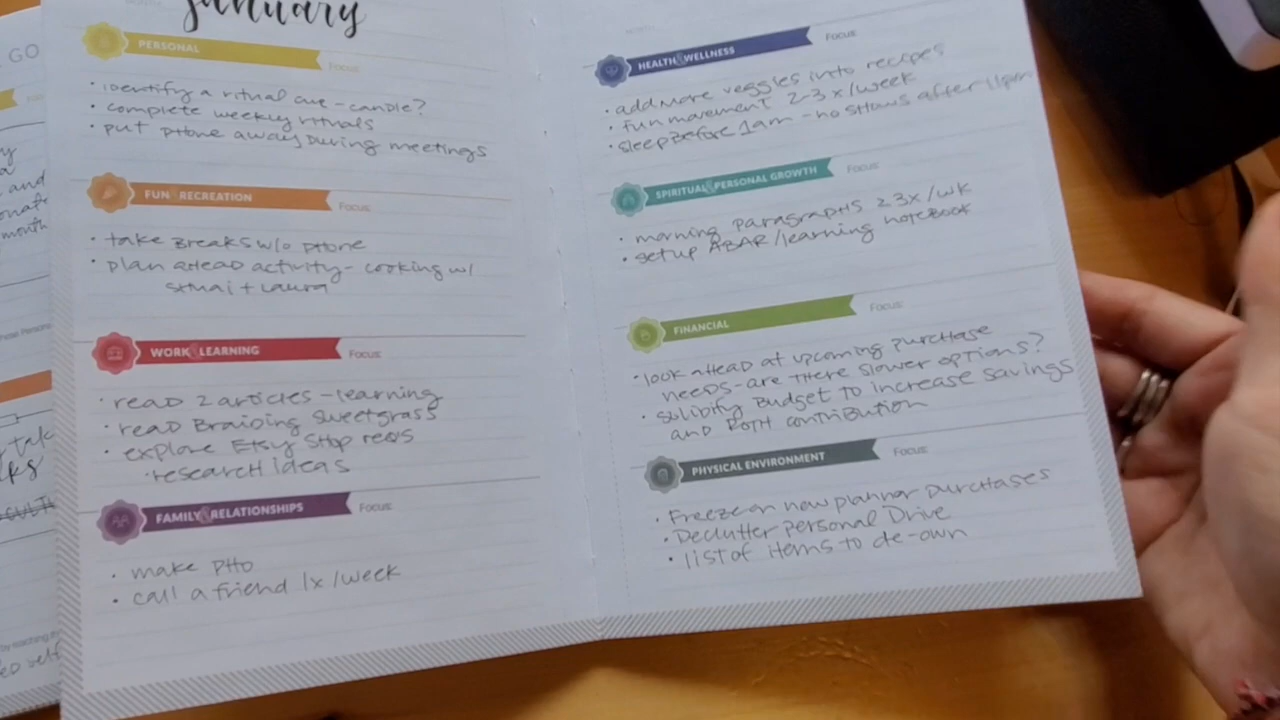 January
PERSONAL Focus:
• identify a ritual cue - candle?
• complete weekly rituals
• put phone away during meetings
FUN & RECREATION Focus:
• take breaks w/o phone
• plan ahead activity - cooking w/
+ Laura
WORK & LEARNING Focus:
• read 2 articles - learning
• read Braiding Sweetgrass
• explore Etsy Shop
• research ideas
FAMILY & RELATIONSHIPS Focus:
• make pho
• call a friend 1x/week
MONTH:
HEALTH & WELLNESS Focus:
• add more veggies into recipes
• fun movement 2-3x/week
• sleep before 1am - no shows after 11pm
SPIRITUAL & PERSONAL GROWTH Focus:
• morning paragraphs 2-3x/wk
• setup ABAR/learning notebook
FINANCIAL Focus:
• look ahead at upcoming purchase
needs - are there slower options?
• solidify budget to increase savings
and Roth contribution
PHYSICAL ENVIRONMENT Focus:
• Freeze on new planner purchases
• Declutter personal Drive
• list of items to de-own
GO
and
month